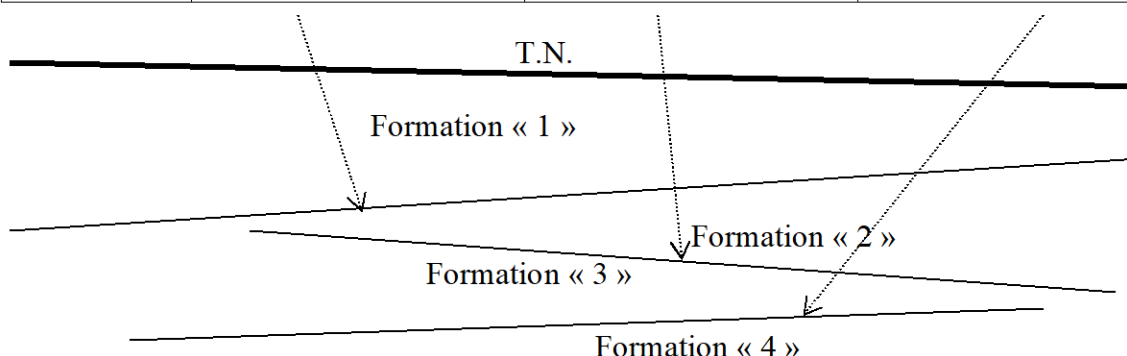 T.N.
Formation « 1 »
Formation « 2 »
Formation « 3 »
Formation « 4 »